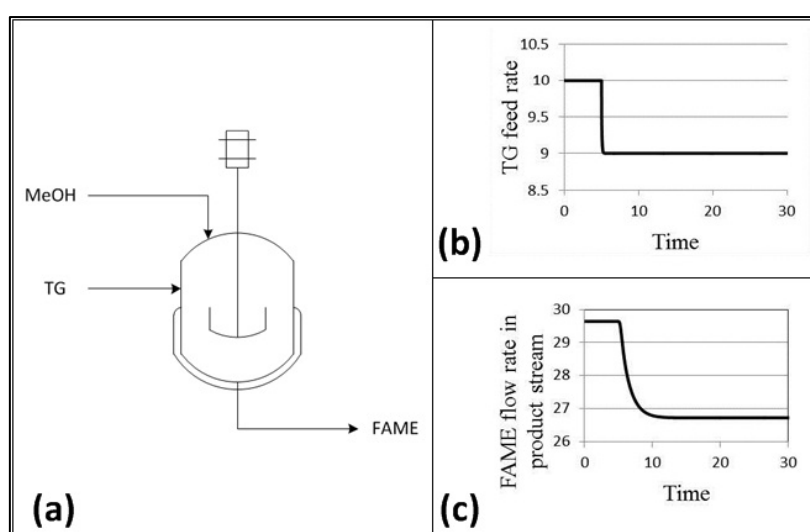 MeOH
TG
FAME
(a)
10.5
10
9.5
9
8.5
0
10
20
30
TG feed rate
Time
(b)
30
29
28
27
26
0
10
20
30
FAME flow rate in
product stream
Time
(c)